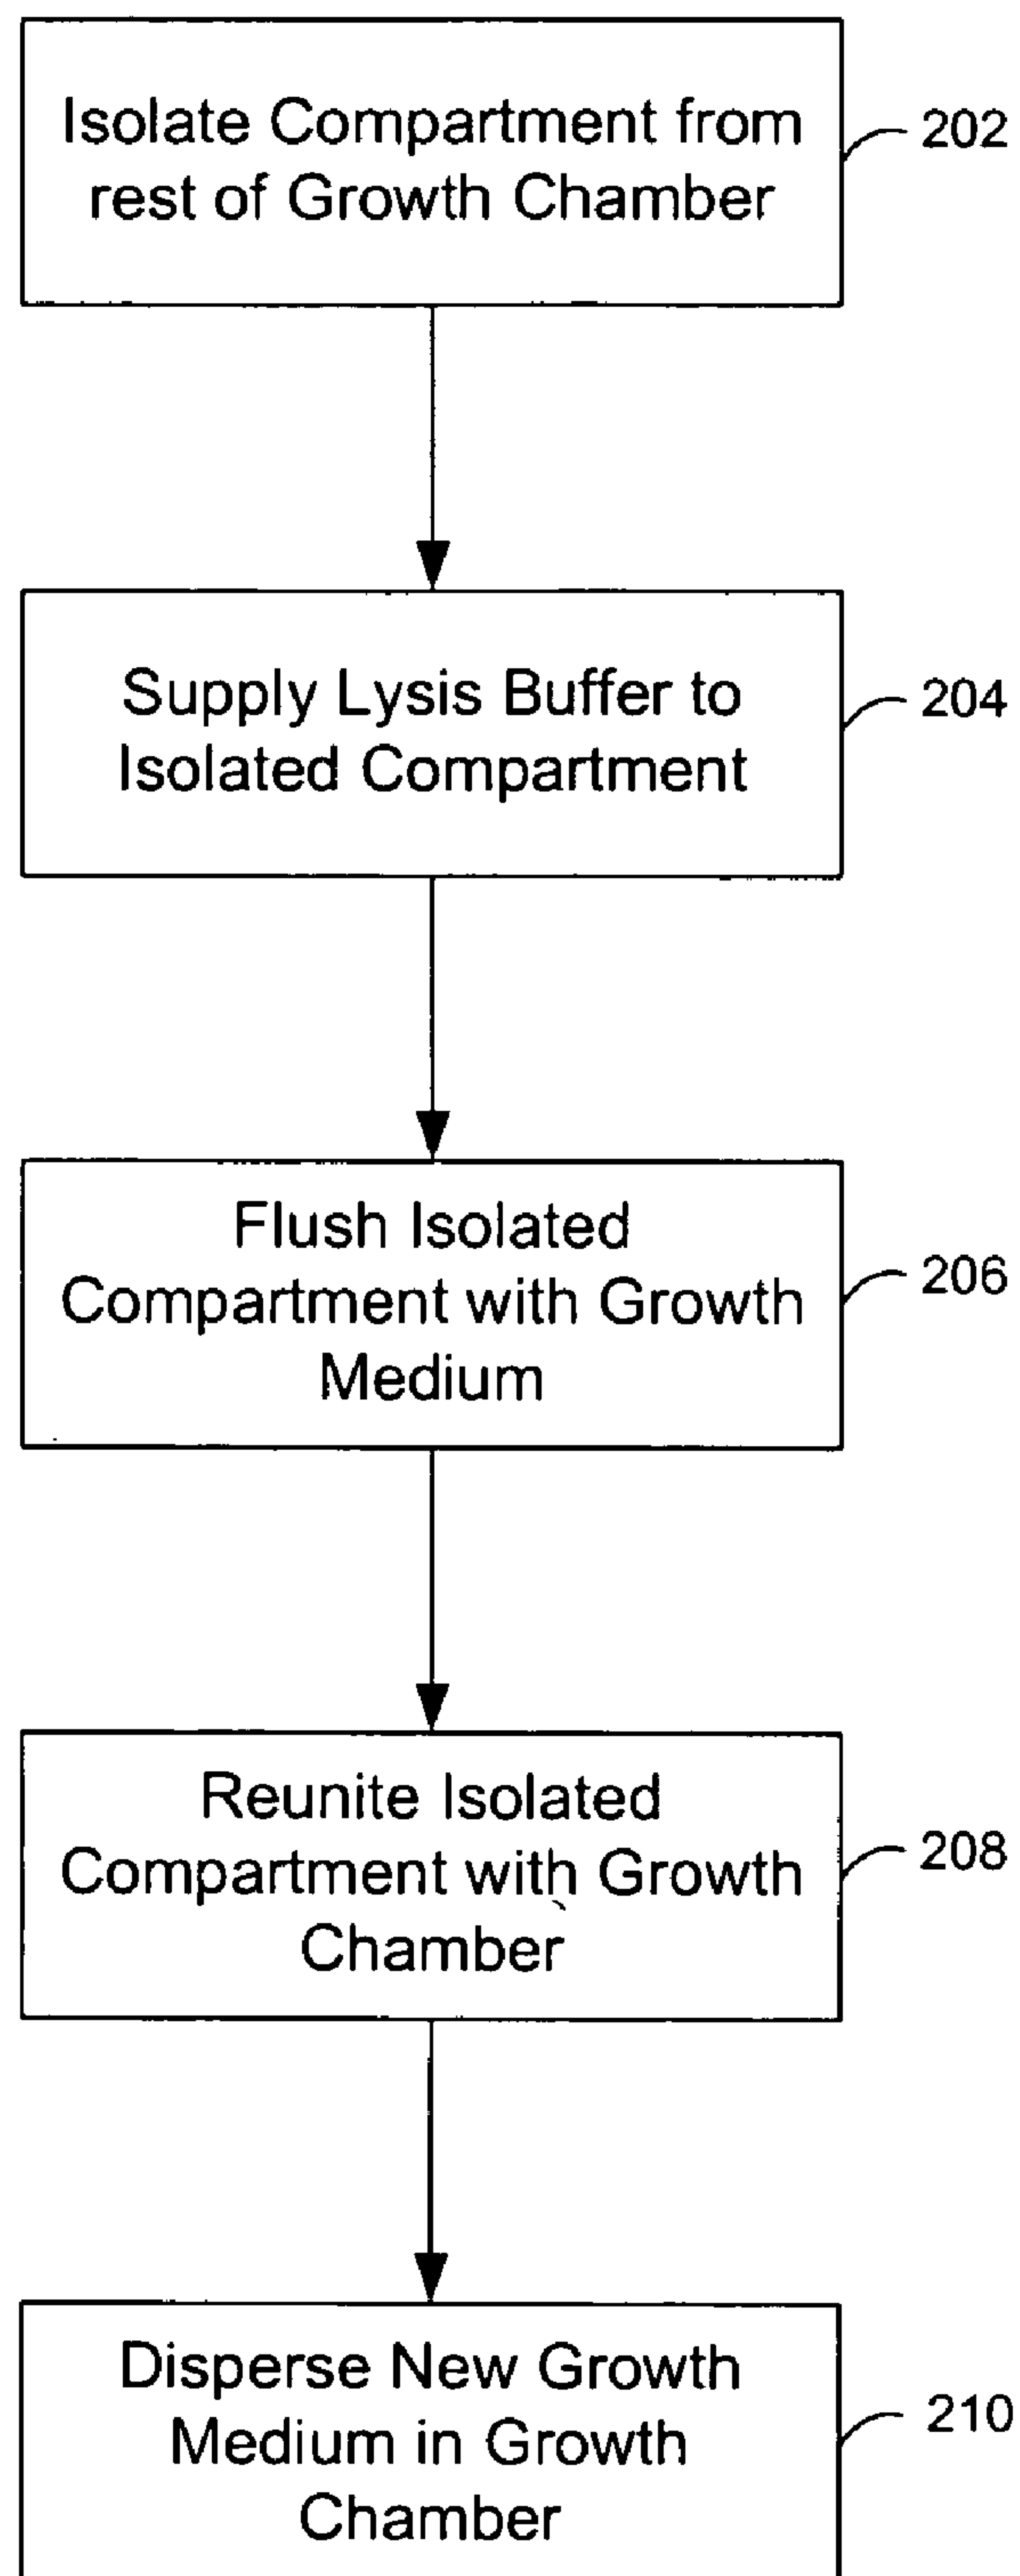 Isolate Compartment from
rest of Growth Chamber
202
Supply Lysis Buffer to
Isolated Compartment
204
Flush Isolated
Compartment with Growth
Medium
206
Reunite Isolated
Compartment with Growth
Chamber
208
Disperse New Growth
Medium in Growth
Chamber
210